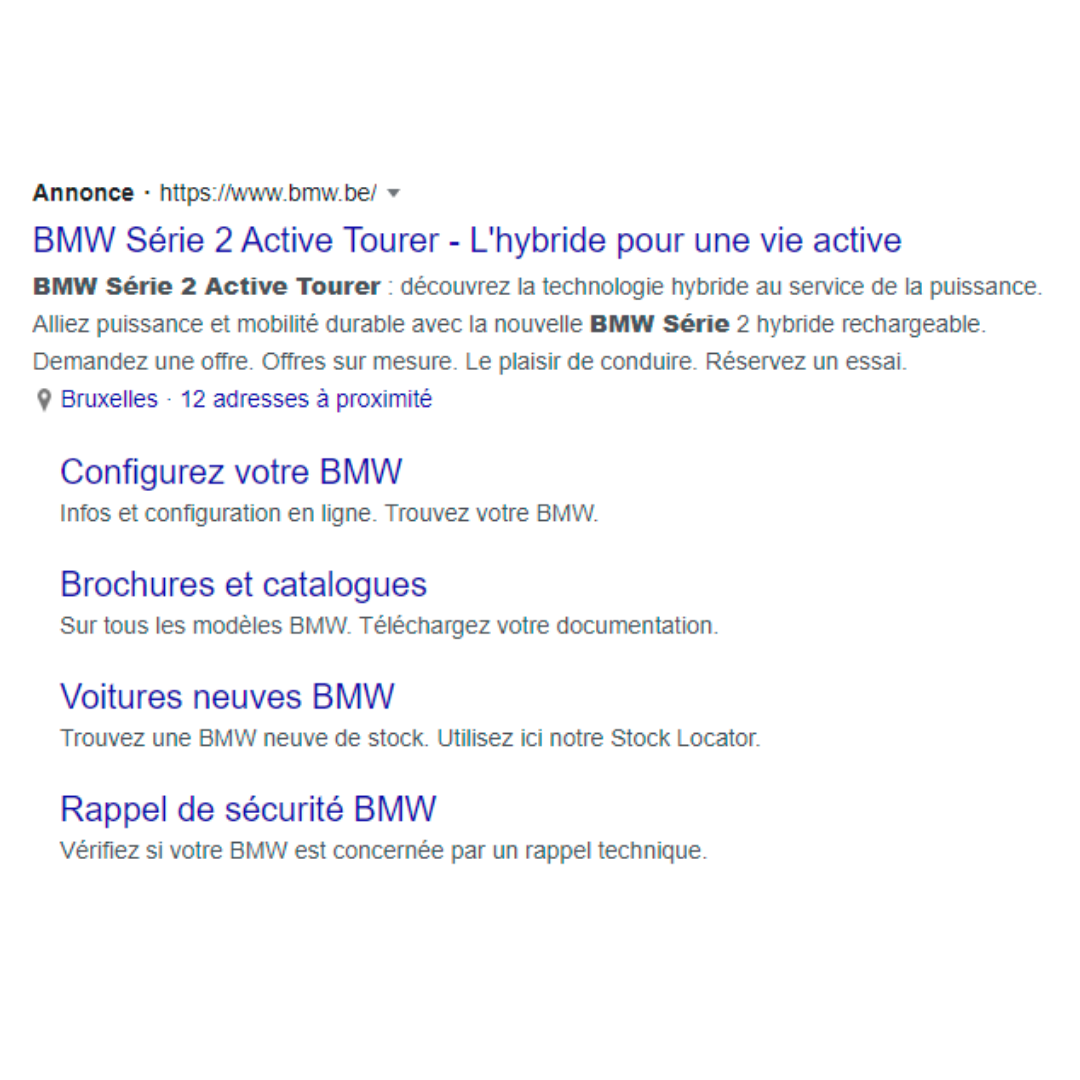 Annonce · https://www.bmw.be/
BMW Série 2 Active Tourer - L'hybride pour une vie active
BMW Série 2 Active Tourer : découvrez la technologie hybride au service de la puissance.
Alliez puissance et mobilité durable avec la nouvelle BMW Série 2 hybride rechargeable.
Demandez une offre. Offres sur mesure. Le plaisir de conduire. Réservez un essai.
Bruxelles · 12 adresses à proximité
Configurez votre BMW
Infos et configuration en ligne. Trouvez votre BMW.
Brochures et catalogues
Sur tous les modèles BMW. Téléchargez votre documentation.
Voitures neuves BMW
Trouvez une BMW neuve de stock. Utilisez ici notre Stock Locator.
Rappel de sécurité BMW
Vérifiez si votre BMW est concernée par un rappel technique.